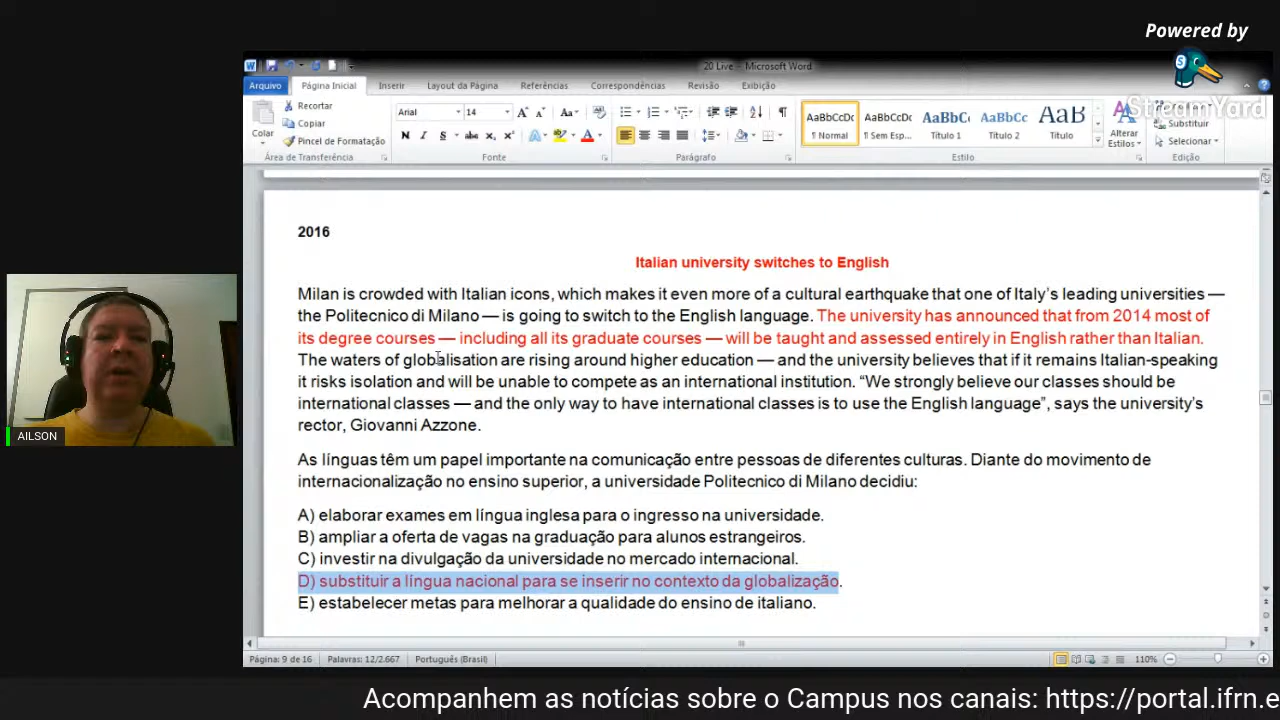 Powered by
StreamYard
20 Live - Microsoft Word
Arquivo Página Inicial Inserir Layout da Página Referências Correspondências Revisão Exibição
Colar
Recortar
Copiar
Pincel de Formatação
Área de Transferência
Arial 14
Fonte
Parágrafo
AaBbCcDc AaBbCcDc AaBbC AaBbCc AaB
¶ Normal ¶ Sem Esp... Título 1 Título 2 Título
Alterar
Estilos
Estilo
Substituir
Selecionar
Edição
2016
Italian university switches to English
Milan is crowded with Italian icons, which makes it even more of a cultural earthquake that one of Italy's leading universities —
the Politecnico di Milano — is going to switch to the English language. The university has announced that from 2014 most of
its degree courses — including all its graduate courses — will be taught and assessed entirely in English rather than Italian.
The waters of globalisation are rising around higher education — and the university believes that if it remains Italian-speaking
it risks isolation and will be unable to compete as an international institution. “We strongly believe our classes should be
international classes — and the only way to have international classes is to use the English language”, says the university's
rector, Giovanni Azzone.
As línguas têm um papel importante na comunicação entre pessoas de diferentes culturas. Diante do movimento de
internacionalização no ensino superior, a universidade Politecnico di Milano decidiu:
A) elaborar exames em língua inglesa para o ingresso na universidade.
B) ampliar a oferta de vagas na graduação para alunos estrangeiros.
C) investir na divulgação da universidade no mercado internacional.
D) substituir a língua nacional para se inserir no contexto da globalização.
E) estabelecer metas para melhorar a qualidade do ensino de italiano.
AILSON
Página: 9 de 16 Palavras: 12/2.667 Português (Brasil) 110%
Acompanhem as notícias sobre o Campus nos canais: https://portal.ifrn.e